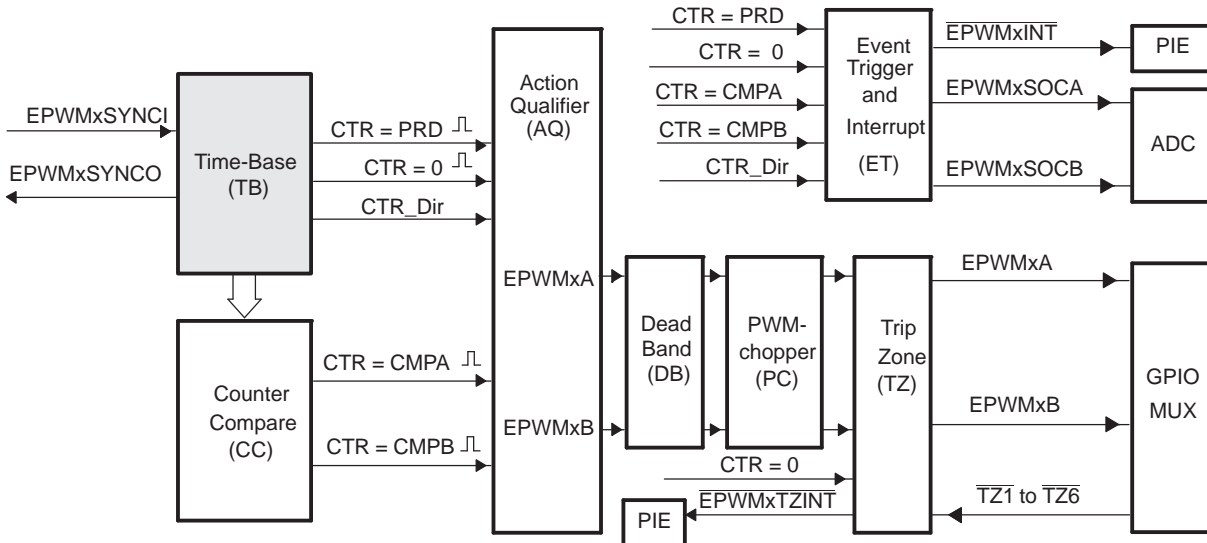 EPWMxSYNCI
EPWMxSYNCO
Time-Base
(TB)
CTR = PRD
CTR = 0
CTR_Dir
Counter
Compare
(CC)
CTR = CMPA
CTR = CMPB
Action
Qualifier
(AQ)
EPWMxA
EPWMxB
CTR = PRD
CTR = 0
CTR = CMPA
CTR = CMPB
CTR_Dir
Event
Trigger
and
Interrupt
(ET)
EPWMxINT
EPWMxSOCA
EPWMxSOCB
PIE
ADC
Dead
Band
(DB)
PWM-
chopper
(PC)
Trip
Zone
(TZ)
CTR = 0
EPWMxTZINT
PIE
EPWMxA
EPWMxB
TZ1 to TZ6
GPIO
MUX